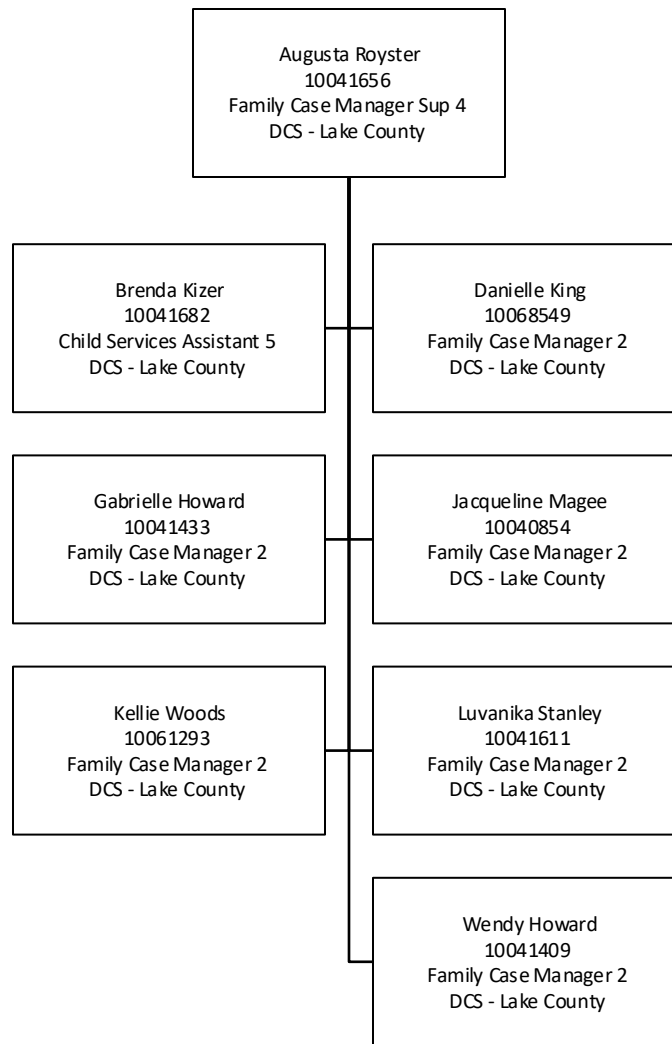 Augusta Royster
10041656
Family Case Manager Sup 4
DCS - Lake County
Brenda Kizer
10041682
Child Services Assistant 5
DCS - Lake County
Danielle King
10068549
Family Case Manager 2
DCS - Lake County
Gabrielle Howard
10041433
Family Case Manager 2
DCS - Lake County
Jacqueline Magee
10040854
Family Case Manager 2
DCS - Lake County
Kellie Woods
10061293
Family Case Manager 2
DCS - Lake County
Luvanika Stanley
10041611
Family Case Manager 2
DCS - Lake County
Wendy Howard
10041409
Family Case Manager 2
DCS - Lake County